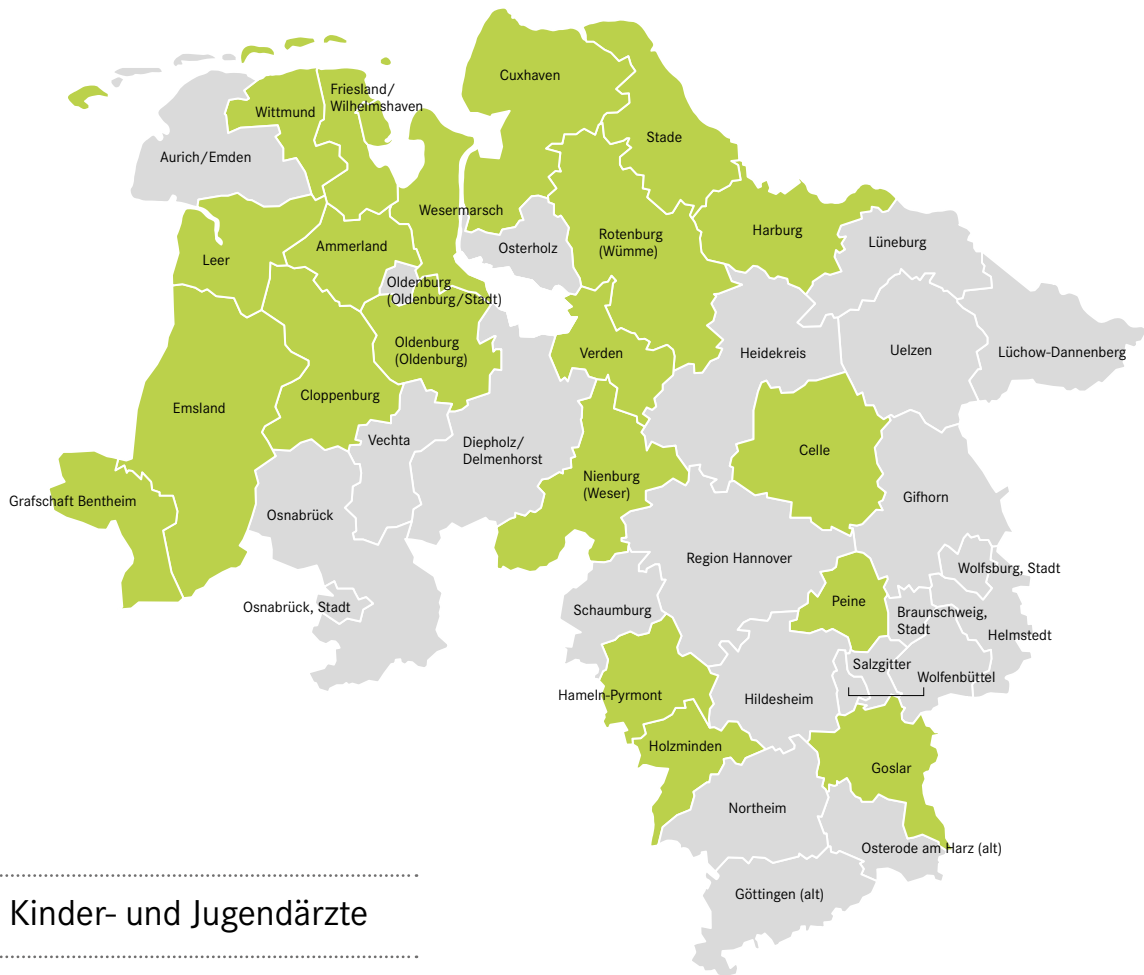 Cuxhaven
Friesland/
Wilhelmshaven
Wittmund
Stade
Aurich/Emden
Wesermarsch
Ammerland
Leer
Osterholz
Rotenburg
(Wümme)
Harburg
Lüneburg
Oldenburg
(Oldenburg/Stadt)
Oldenburg
(Oldenburg)
Verden
Heidekreis
Uelzen
Lüchow-Dannenberg
Emsland
Cloppenburg
Vechta
Diepholz/
Delmenhorst
Celle
Nienburg
(Weser)
Grafschaft Bentheim
Osnabrück
Gifhorn
Region Hannover
Wolfsburg, Stadt
Osnabrück, Stadt
Schaumburg
Peine
Braunschweig,
Stadt
Helmstedt
Salzgitter
Wolfenbüttel
Hameln-Pyrmont
Hildesheim
Holzminden
Goslar
Northeim
Osterode am Harz (alt)
Göttingen (alt)
Kinder- und Jugendärzte